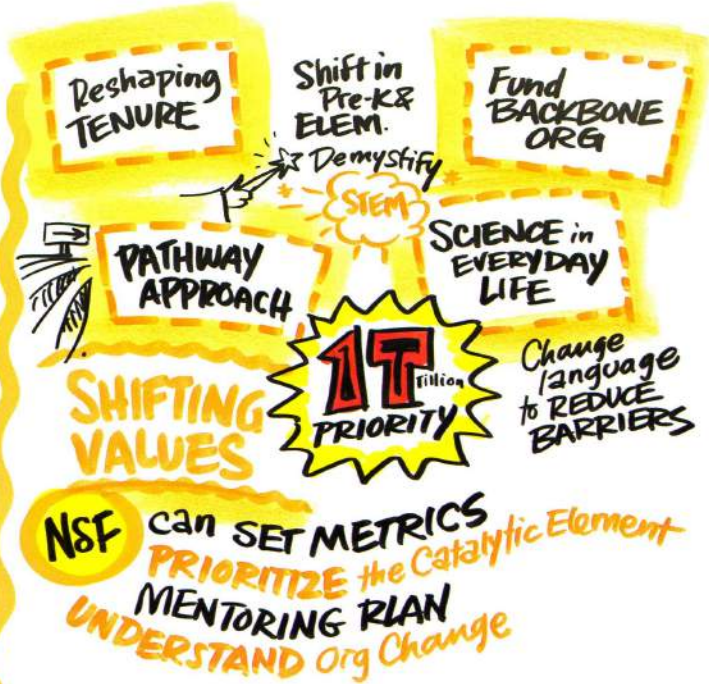 Reshaping
TENURE
Shift in
Pre-K &
ELEM.
Demystify
STEM
Fund
BACKBONE
ORG
PATHWAY
APPROACH
SCIENCE in
EVERYDAY
LIFE
1T
Tillion
PRIORITY
Change
language
to REDUCE
BARRIERS
SHIFTING
VALUES
NSF can SET METRICS
PRIORITIZE the Catalytic Element
MENTORING PLAN
UNDERSTAND Org Change